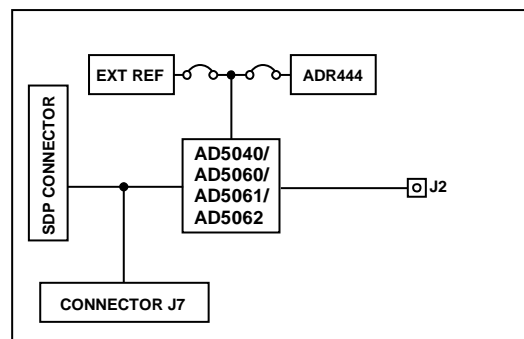 EXT REF
ADR444
SDP CONNECTOR
AD5040/
AD5060/
AD5061/
AD5062
J2
CONNECTOR J7